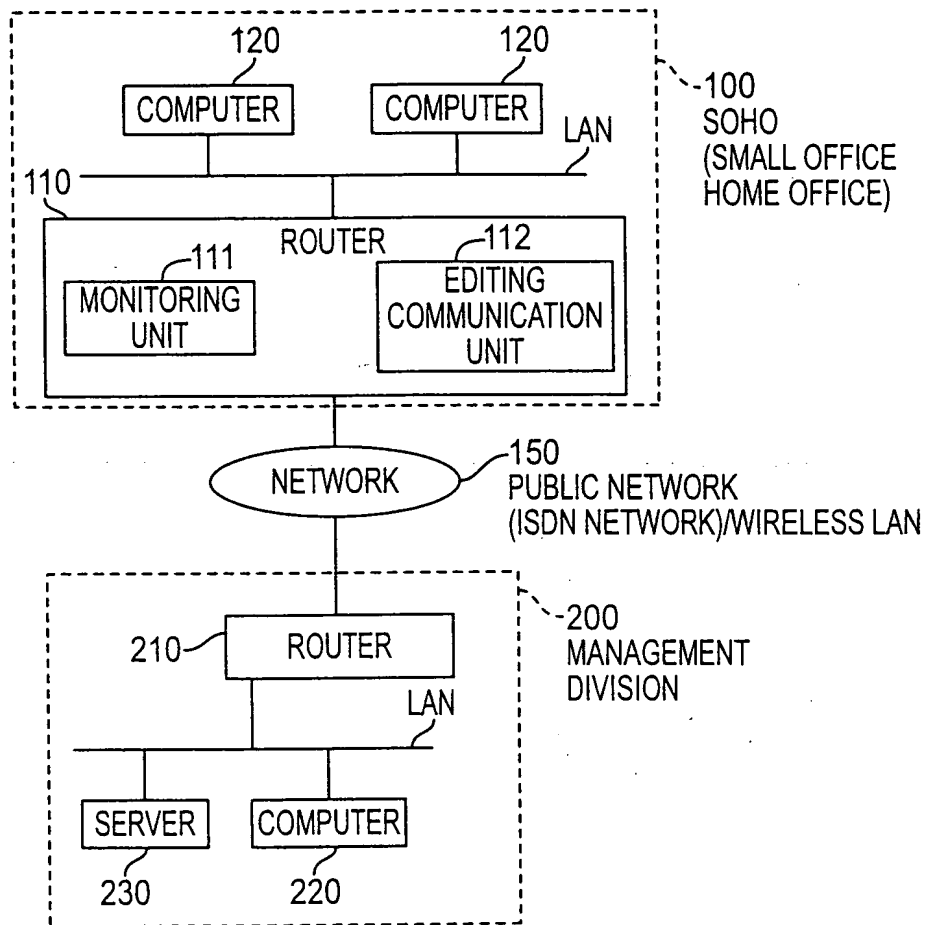 120
120
COMPUTER
COMPUTER
100
SOHO
(SMALL OFFICE
HOME OFFICE)
LAN
110
ROUTER
111
112
MONITORING
UNIT
EDITING
COMMUNICATION
UNIT
NETWORK
150
PUBLIC NETWORK
(ISDN NETWORK)/WIRELESS LAN
210
ROUTER
200
MANAGEMENT
DIVISION
LAN
SERVER
COMPUTER
230
220